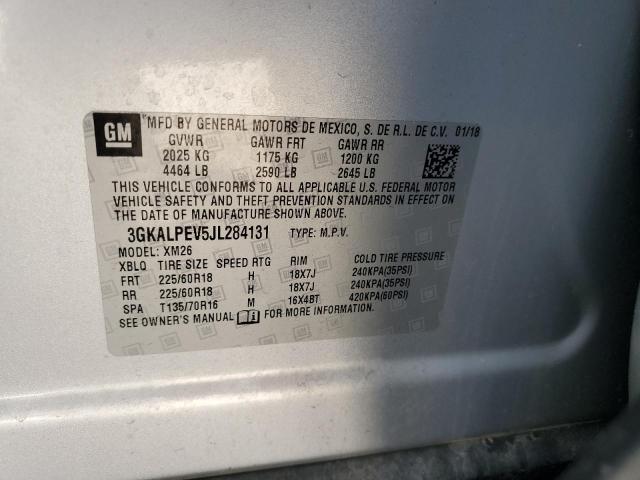 GM MFD BY GENERAL MOTORS DE MEXICO, S. DE R.L. DE C.V. 01/18
GVWR GAWR FRT GAWR RR
2025 KG 1175 KG 1200 KG
4464 LB 2590 LB 2645 LB
THIS VEHICLE CONFORMS TO ALL APPLICABLE U.S. FEDERAL MOTOR
VEHICLE SAFETY AND THEFT PREVENTION STANDARDS IN EFFECT ON
THE DATE OF MANUFACTURE SHOWN ABOVE.
3GKALPEV5JL284131 TYPE: M.P.V.
MODEL: XM26
XBLQ TIRE SIZE SPEED RTG RIM COLD TIRE PRESSURE
FRT 225/60R18 H 18X7J 240KPA(35PSI)
RR 225/60R18 H 18X7J 240KPA(35PSI)
SPA T135/70R16 M 16X4BT 420KPA(60PSI)
SEE OWNER'S MANUAL FOR MORE INFORMATION.